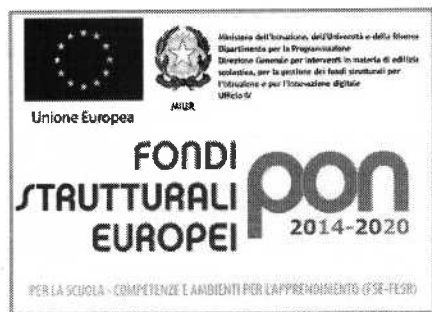 Unione Europea
MIUR
Ministero dell'Istruzione, dell'Università e della Ricerca
Dipartimento per la Programmazione
Direzione Generale per interventi in materia di edilizia
scolastica, per la gestione dei fondi strutturali per
l'istruzione e per l'innovazione digitale
Ufficio IV
FONDI
STRUTTURALI
EUROPEI
pon
2014-2020
PER LA SCUOLA - COMPETENZE E AMBIENTI PER L'APPRENDIMENTO (FSE-FESR)